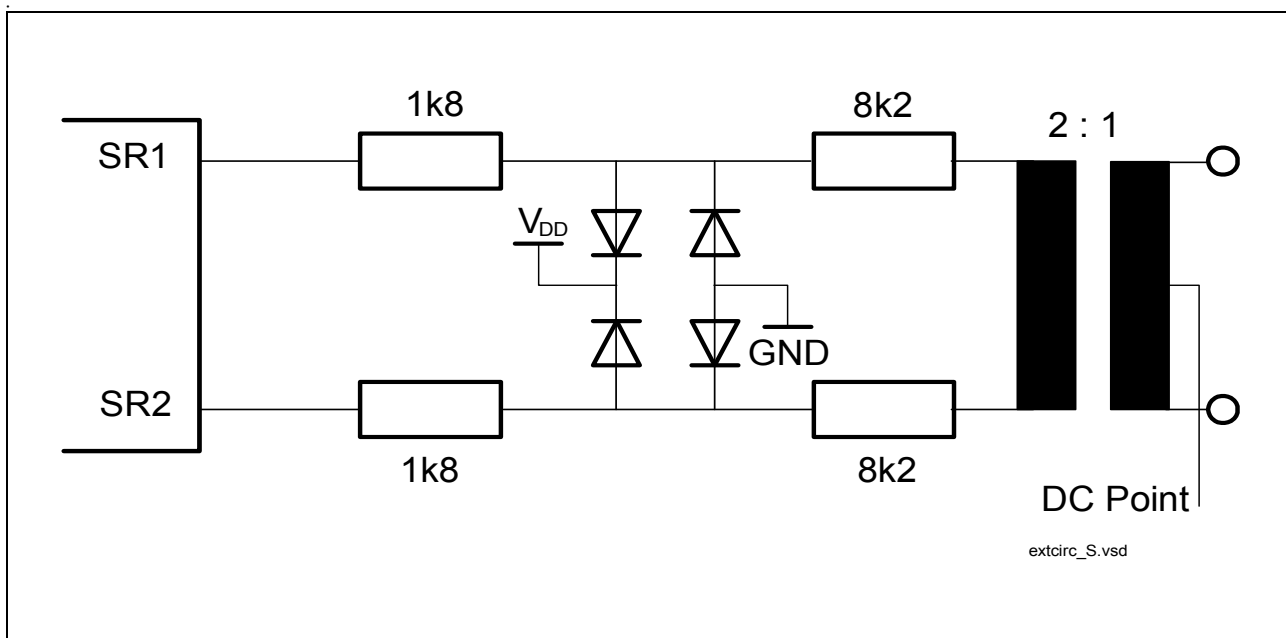 1k8
8k2
2 : 1
SR1
VDD
GND
SR2
1k8
8k2
DC Point
extcirc_S.vsd